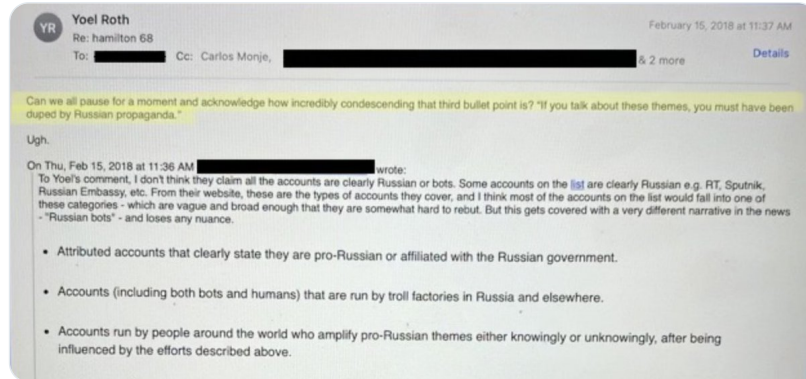 YR
Yoel Roth
February 15, 2018 at 11:37 AM
Re: hamilton 68
To: Cc: Carlos Monje, & 2 more
Details
Can we all pause for a moment and acknowledge how incredibly condescending that third bullet point is? "If you talk about these themes, you must have been
duped by Russian propaganda."
Ugh.
On Thu, Feb 15, 2018 at 11:36 AM wrote:
To Yoel's comment, I don't think they claim all the accounts are clearly Russian or bots. Some accounts on the list are clearly Russian e.g. RT, Sputnik,
Russian Embassy, etc. From their website, these are the types of accounts they cover, and I think most of the accounts on the list would fall into one of
these categories - which are vague and broad enough that they are somewhat hard to rebut. But this gets covered with a very different narrative in the news
- "Russian bots" - and loses any nuance.
• Attributed accounts that clearly state they are pro-Russian or affiliated with the Russian government.
• Accounts (including both bots and humans) that are run by troll factories in Russia and elsewhere.
• Accounts run by people around the world who amplify pro-Russian themes either knowingly or unknowingly, after being
influenced by the efforts described above.